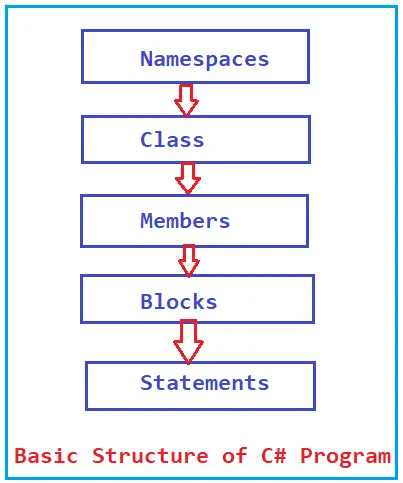 Namespaces
Class
Members
Blocks
Statements
Basic Structure of C# Program